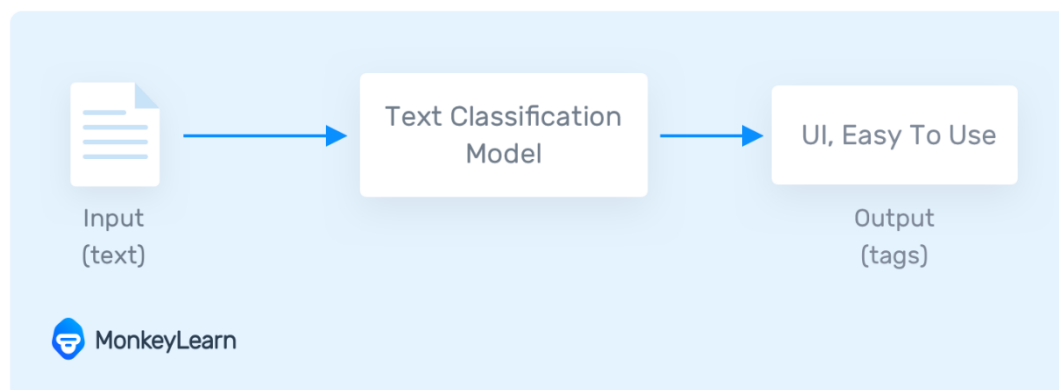 Text Classification
Model
UI, Easy To Use
Input
(text)
Output
(tags)
MonkeyLearn